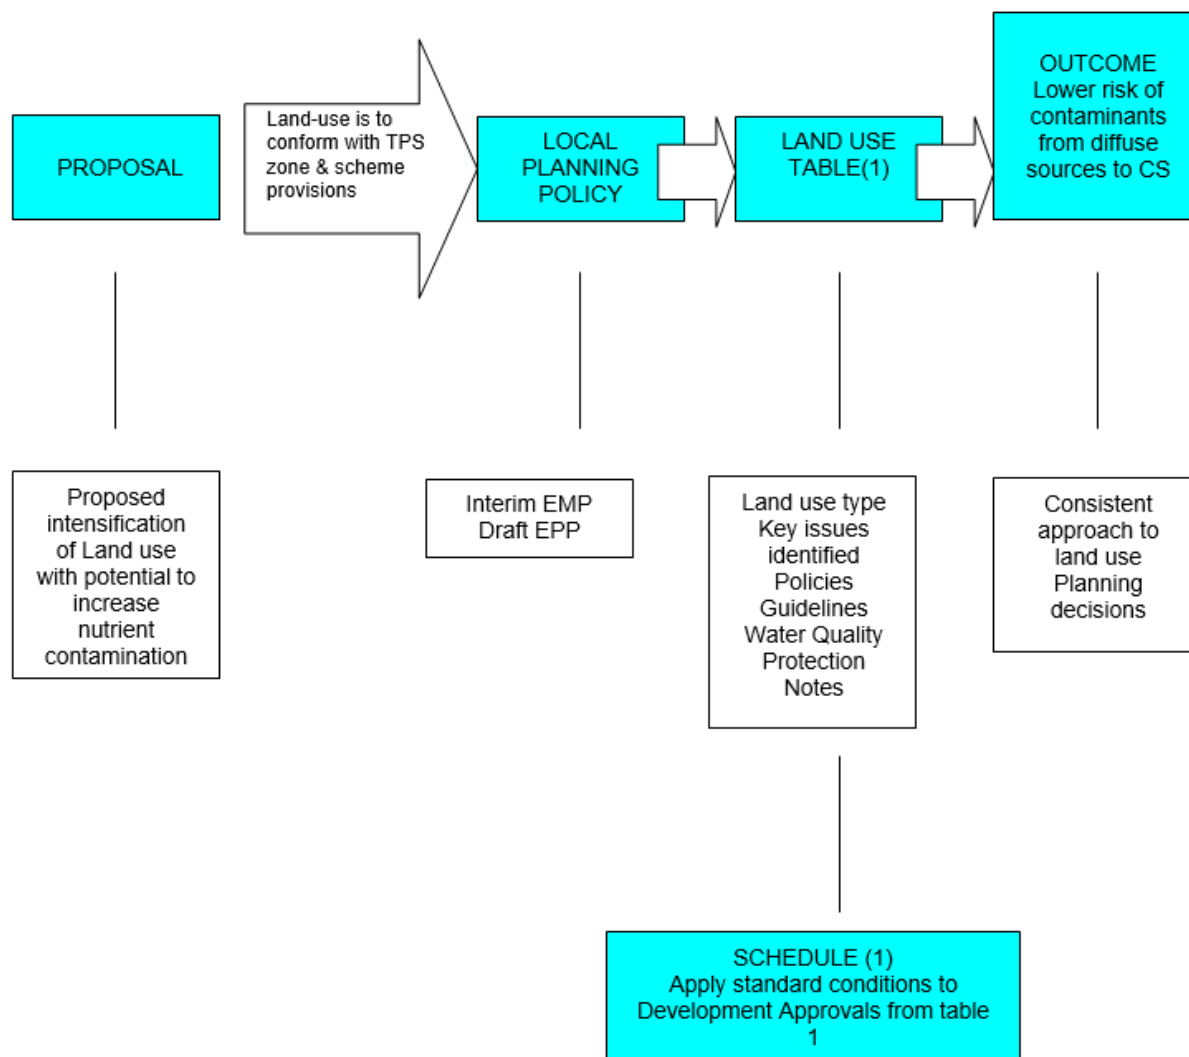 PROPOSAL
Land-use is to
conform with TPS
zone & scheme
provisions
LOCAL
PLANNING
POLICY
LAND USE
TABLE(1)
OUTCOME
Lower risk of
contaminants
from diffuse
sources to CS
Proposed
intensification
of Land use
with potential to
increase
nutrient
contamination
Interim EMP
Draft EPP
Land use type
Key issues
identified
Policies
Guidelines
Water Quality
Protection
Notes
Consistent
approach to
land use
Planning
decisions
SCHEDULE (1)
Apply standard conditions to
Development Approvals from table
1